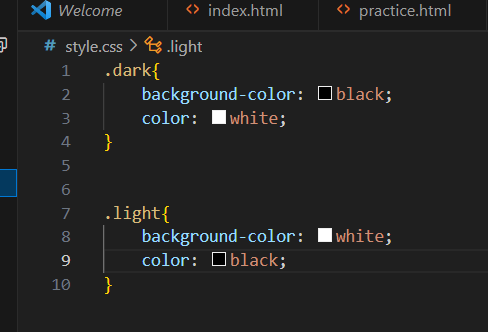 Welcome
index.html
practice.html
# style.css > .light
1 .dark{
2 background-color: black;
3 color: white;
4 }
5
6
7 .light{
8 background-color: white;
9 color: black;
10 }